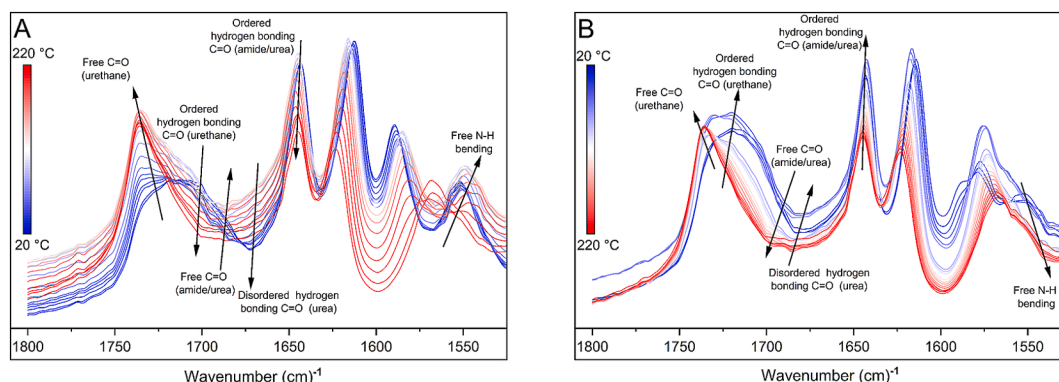 A
220 °C
20 °C
Free C=O
(urethane)
Ordered
hydrogen bonding
C=O (urethane)
Ordered
hydrogen bonding
C=O (amide/urea)
Free C=O
(amide/urea)
Disordered hydrogen
bonding C=O (urea)
Free N-H
bending
1800
1750
1700
1650
1600
1550
Wavenumber (cm)-1
B
20 °C
220 °C
Free C=O
(urethane)
Ordered
hydrogen bonding
C=O (urethane)
Ordered
hydrogen bonding
C=O (amide/urea)
Free C=O
(amide/urea)
Disordered hydrogen
bonding C=O (urea)
Free N-H
bending
1800
1750
1700
1650
1600
1550
Wavenumber (cm)-1